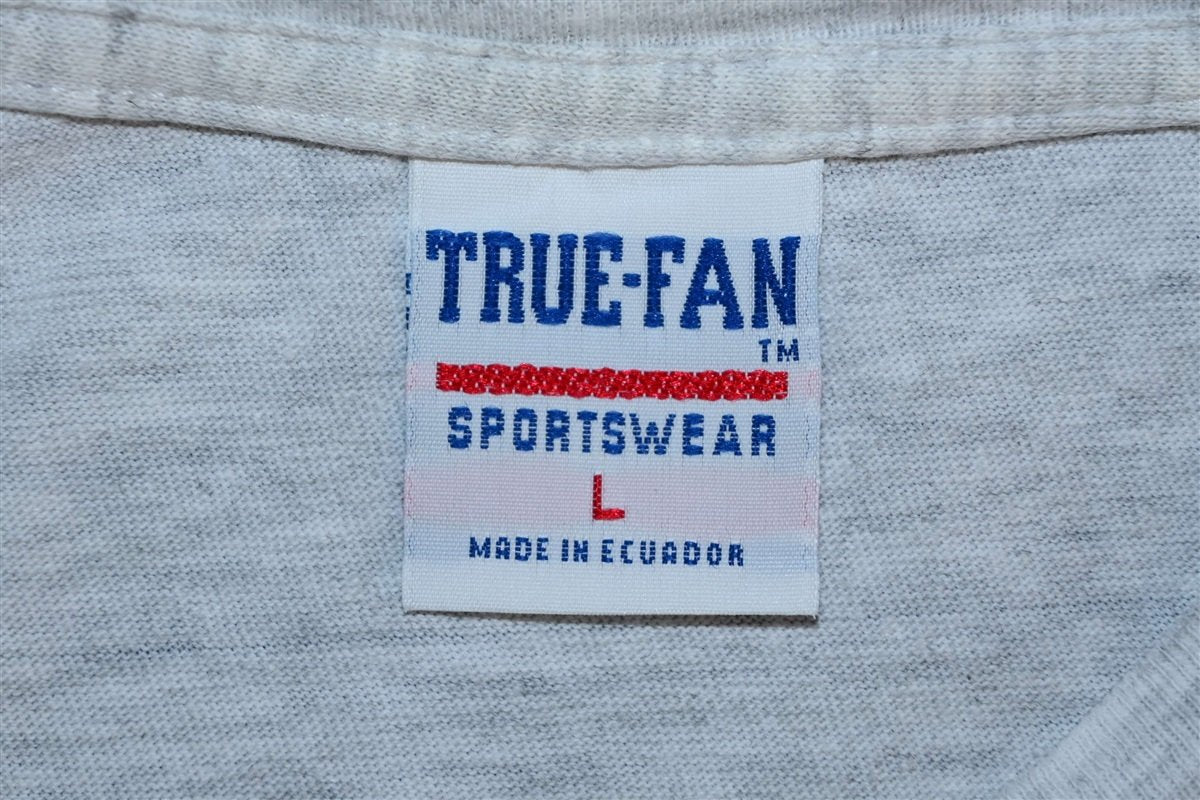 TRUE-FAN
TM
SPORTSWEAR
L
MADE IN ECUADOR